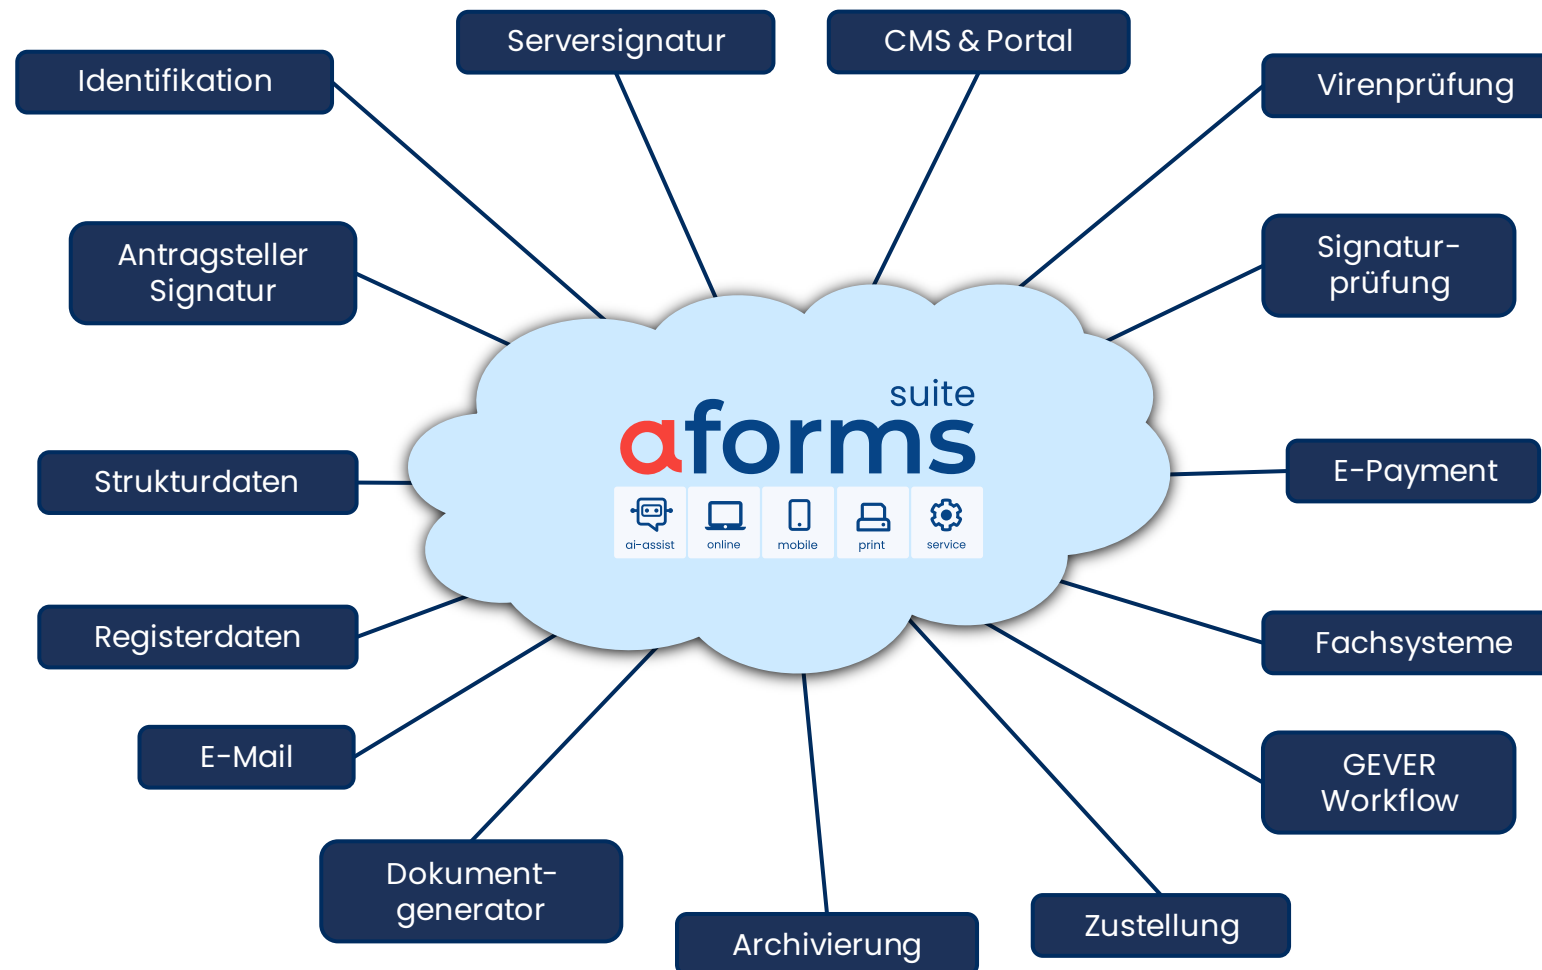 Serversignatur
CMS & Portal
Identifikation
Virenprüfung
Antragsteller
Signatur
Signatur-
prüfung
suite
aforms
Strukturdaten
E-Payment
ai-assist
online
mobile
print
service
Registerdaten
Fachsysteme
E-Mail
GEVER
Workflow
Dokument-
generator
Archivierung
Zustellung